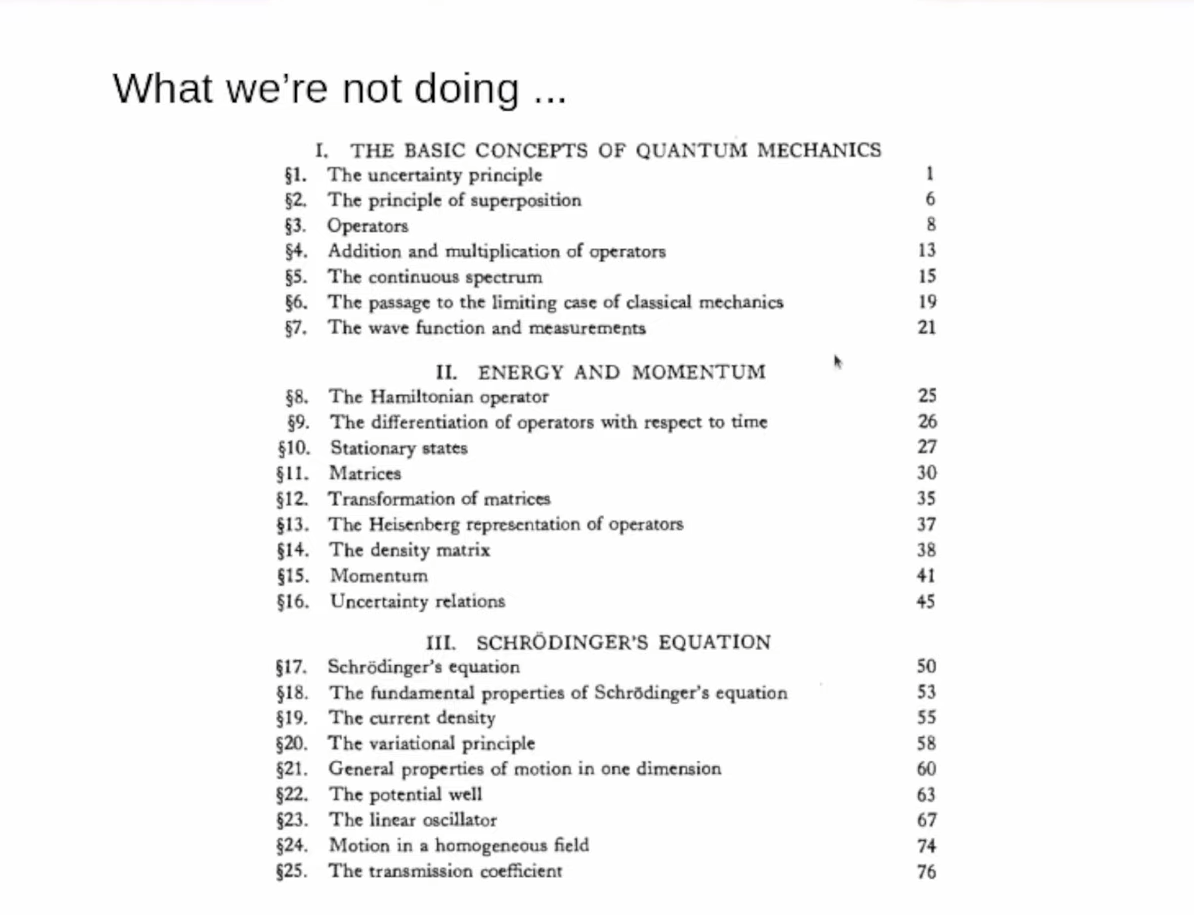 What we're not doing ...
I. THE BASIC CONCEPTS OF QUANTUM MECHANICS
§1. The uncertainty principle 1
§2. The principle of superposition 6
§3. Operators 8
§4. Addition and multiplication of operators 13
§5. The continuous spectrum 15
§6. The passage to the limiting case of classical mechanics 19
§7. The wave function and measurements 21
II. ENERGY AND MOMENTUM
§8. The Hamiltonian operator 25
§9. The differentiation of operators with respect to time 26
§10. Stationary states 27
§11. Matrices 30
§12. Transformation of matrices 35
§13. The Heisenberg representation of operators 37
§14. The density matrix 38
§15. Momentum 41
§16. Uncertainty relations 45
III. SCHRÖDINGER'S EQUATION
§17. Schrödinger's equation 50
§18. The fundamental properties of Schrödinger's equation 53
§19. The current density 55
§20. The variational principle 58
§21. General properties of motion in one dimension 60
§22. The potential well 63
§23. The linear oscillator 67
§24. Motion in a homogeneous field 74
§25. The transmission coefficient 76